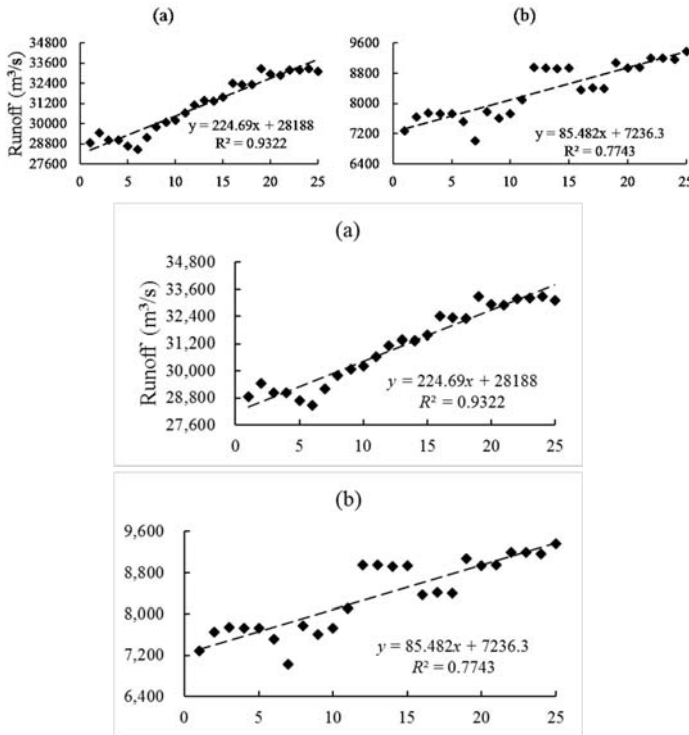 (a)
(b)
Runoff (m³/s)
34800
33600
32400
31200
30000
28800
27600
y = 224.69x + 28188
R² = 0.9322
0 5 10 15 20 25
9600
8800
8000
7200
6400
y = 85.482x + 7236.3
R² = 0.7743
0 5 10 15 20 25
(a)
Runoff (m³/s)
34,800
33,600
32,400
31,200
30,000
28,800
27,600
y = 224.69x + 28188
R² = 0.9322
0 5 10 15 20 25
(b)
9,600
8,800
8,000
7,200
6,400
y = 85.482x + 7236.3
R² = 0.7743
0 5 10 15 20 25